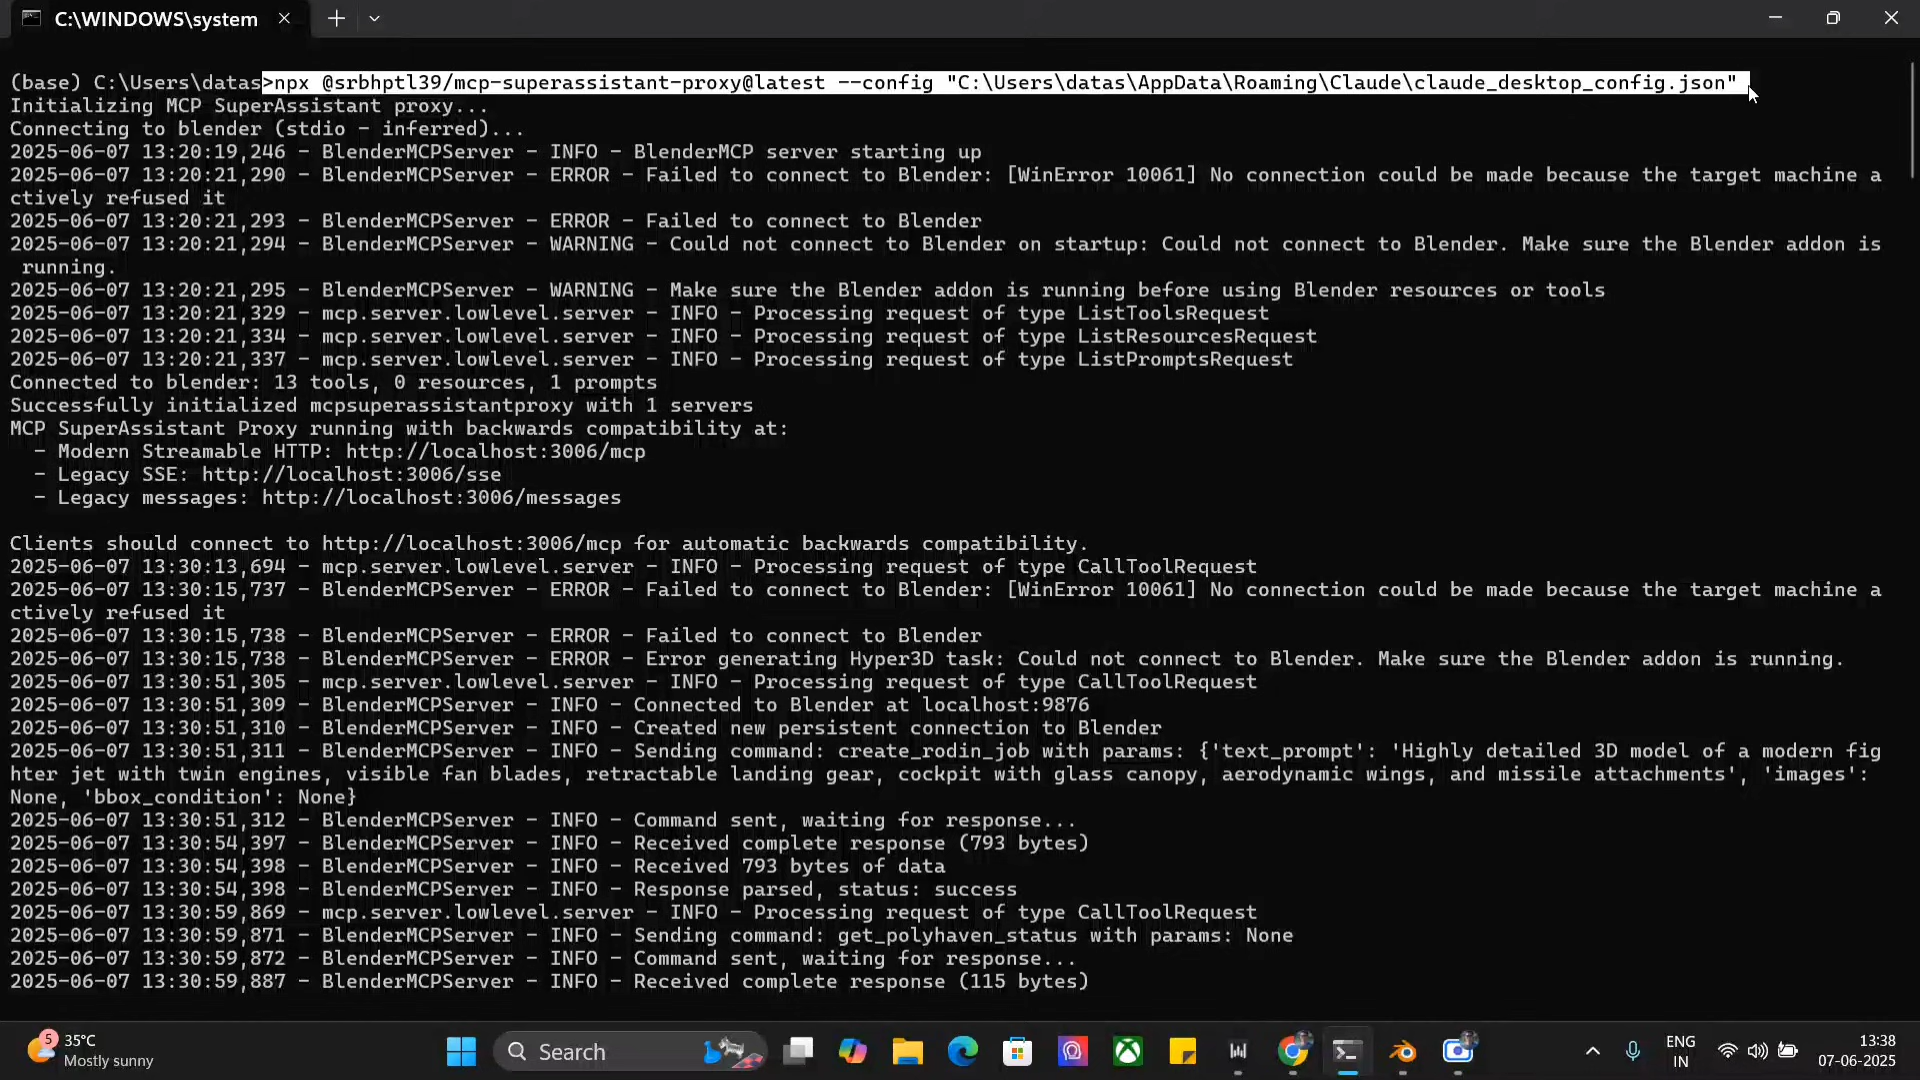 C:\WINDOWS\system
(base) C:\Users\datas>npx @srbhptl39/mcp-superassistant-proxy@latest --config "C:\Users\datas\AppData\Roaming\Claude\claude_desktop_config.json"
Initializing MCP SuperAssistant proxy...
Connecting to blender (stdio - inferred)...
2025-06-07 13:20:19,246 - BlenderMCPServer - INFO - BlenderMCP server starting up
2025-06-07 13:20:21,290 - BlenderMCPServer - ERROR - Failed to connect to Blender: [WinError 10061] No connection could be made because the target machine a
ctively refused it
2025-06-07 13:20:21,293 - BlenderMCPServer - ERROR - Failed to connect to Blender
2025-06-07 13:20:21,294 - BlenderMCPServer - WARNING - Could not connect to Blender on startup: Could not connect to Blender. Make sure the Blender addon is
running.
2025-06-07 13:20:21,295 - BlenderMCPServer - WARNING - Make sure the Blender addon is running before using Blender resources or tools
2025-06-07 13:20:21,329 - mcp.server.lowlevel.server - INFO - Processing request of type ListToolsRequest
2025-06-07 13:20:21,334 - mcp.server.lowlevel.server - INFO - Processing request of type ListResourcesRequest
2025-06-07 13:20:21,337 - mcp.server.lowlevel.server - INFO - Processing request of type ListPromptsRequest
Connected to blender: 13 tools, 0 resources, 1 prompts
Successfully initialized mcpsuperassistantproxy with 1 servers
MCP SuperAssistant Proxy running with backwards compatibility at:
- Modern Streamable HTTP: http://localhost:3006/mcp
- Legacy SSE: http://localhost:3006/sse
- Legacy messages: http://localhost:3006/messages
Clients should connect to http://localhost:3006/mcp for automatic backwards compatibility.
2025-06-07 13:30:13,694 - mcp.server.lowlevel.server - INFO - Processing request of type CallToolRequest
2025-06-07 13:30:15,737 - BlenderMCPServer - ERROR - Failed to connect to Blender: [WinError 10061] No connection could be made because the target machine a
ctively refused it
2025-06-07 13:30:15,738 - BlenderMCPServer - ERROR - Failed to connect to Blender
2025-06-07 13:30:15,738 - BlenderMCPServer - ERROR - Error generating Hyper3D task: Could not connect to Blender. Make sure the Blender addon is running.
2025-06-07 13:30:51,305 - mcp.server.lowlevel.server - INFO - Processing request of type CallToolRequest
2025-06-07 13:30:51,309 - BlenderMCPServer - INFO - Connected to Blender at localhost:9876
2025-06-07 13:30:51,310 - BlenderMCPServer - INFO - Created new persistent connection to Blender
2025-06-07 13:30:51,311 - BlenderMCPServer - INFO - Sending command: create_rodin_job with params: {'text_prompt': 'Highly detailed 3D model of a modern fig
hter jet with twin engines, visible fan blades, retractable landing gear, cockpit with glass canopy, aerodynamic wings, and missile attachments', 'images':
None, 'bbox_condition': None}
2025-06-07 13:30:51,312 - BlenderMCPServer - INFO - Command sent, waiting for response...
2025-06-07 13:30:54,397 - BlenderMCPServer - INFO - Received complete response (793 bytes)
2025-06-07 13:30:54,398 - BlenderMCPServer - INFO - Received 793 bytes of data
2025-06-07 13:30:54,398 - BlenderMCPServer - INFO - Response parsed, status: success
2025-06-07 13:30:59,869 - mcp.server.lowlevel.server - INFO - Processing request of type CallToolRequest
2025-06-07 13:30:59,871 - BlenderMCPServer - INFO - Sending command: get_polyhaven_status with params: None
2025-06-07 13:30:59,872 - BlenderMCPServer - INFO - Command sent, waiting for response...
2025-06-07 13:30:59,887 - BlenderMCPServer - INFO - Received complete response (115 bytes)
5
35°C
Mostly sunny
Search
ENG
IN
13:38
07-06-2025